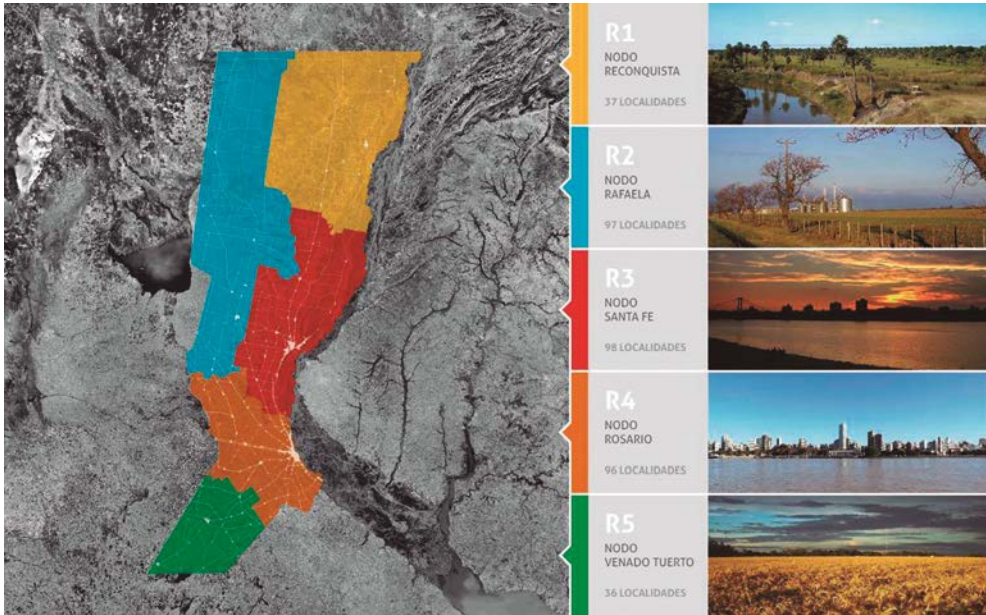 R1
NODO
RECONQUISTA
37 LOCALIDADES
R2
NODO
RAFAELA
97 LOCALIDADES
R3
NODO
SANTA FE
98 LOCALIDADES
R4
NODO
ROSARIO
96 LOCALIDADES
R5
NODO
VENADO TUERTO
36 LOCALIDADES